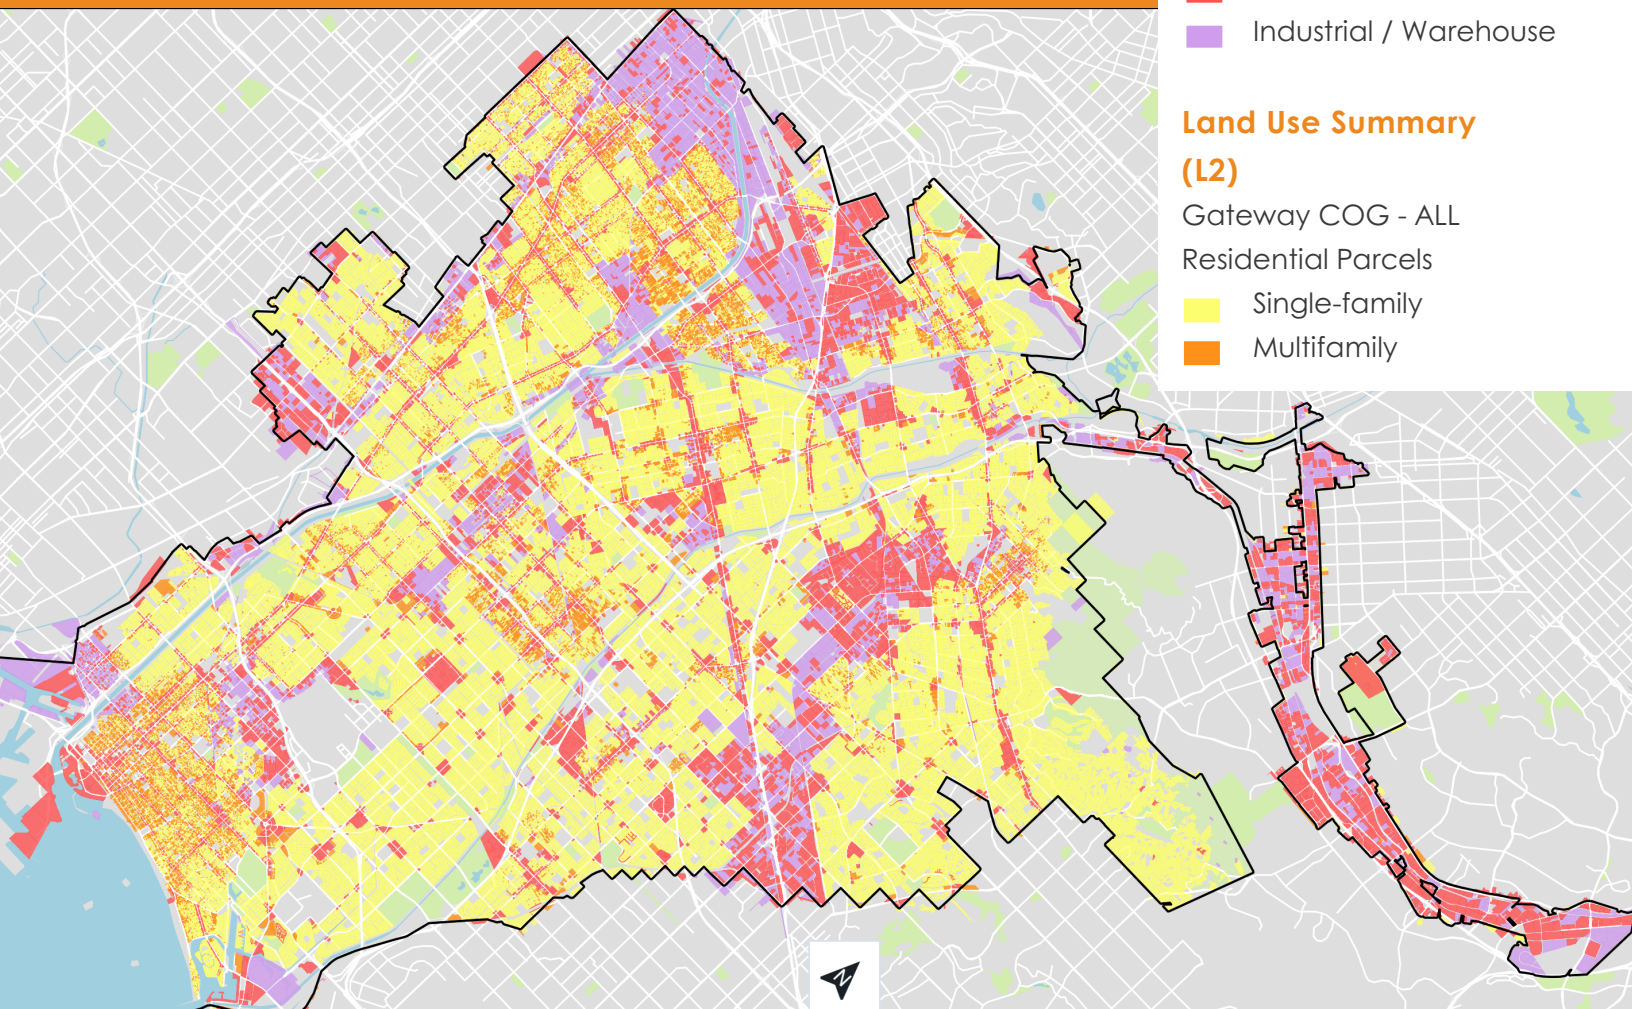 Industrial / Warehouse
Land Use Summary
(L2)
Gateway COG - ALL
Residential Parcels
Single-family
Multifamily
N